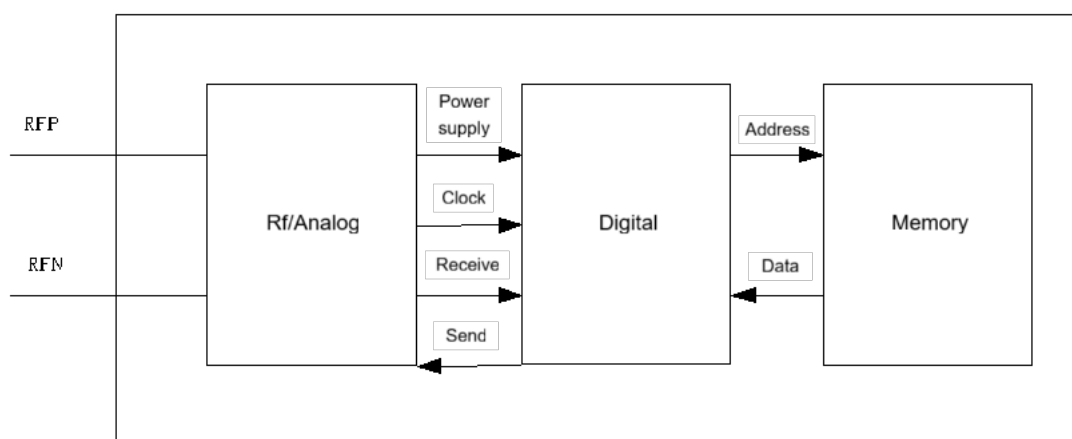 RFP
RFN
Rf/Analog
Power
supply
Clock
Receive
Send
Digital
Address
Data
Memory